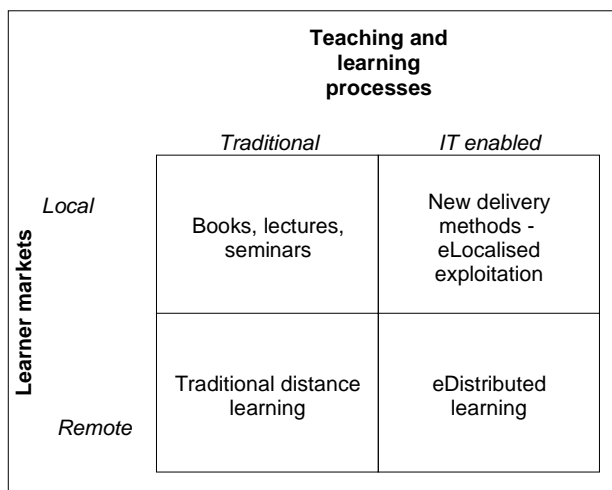 Teaching and
learning
processes
Traditional
IT enabled
Local
Books, lectures,
seminars
New delivery
methods -
eLocalised
exploitation
Learner markets
Traditional distance
learning
eDistributed
learning
Remote